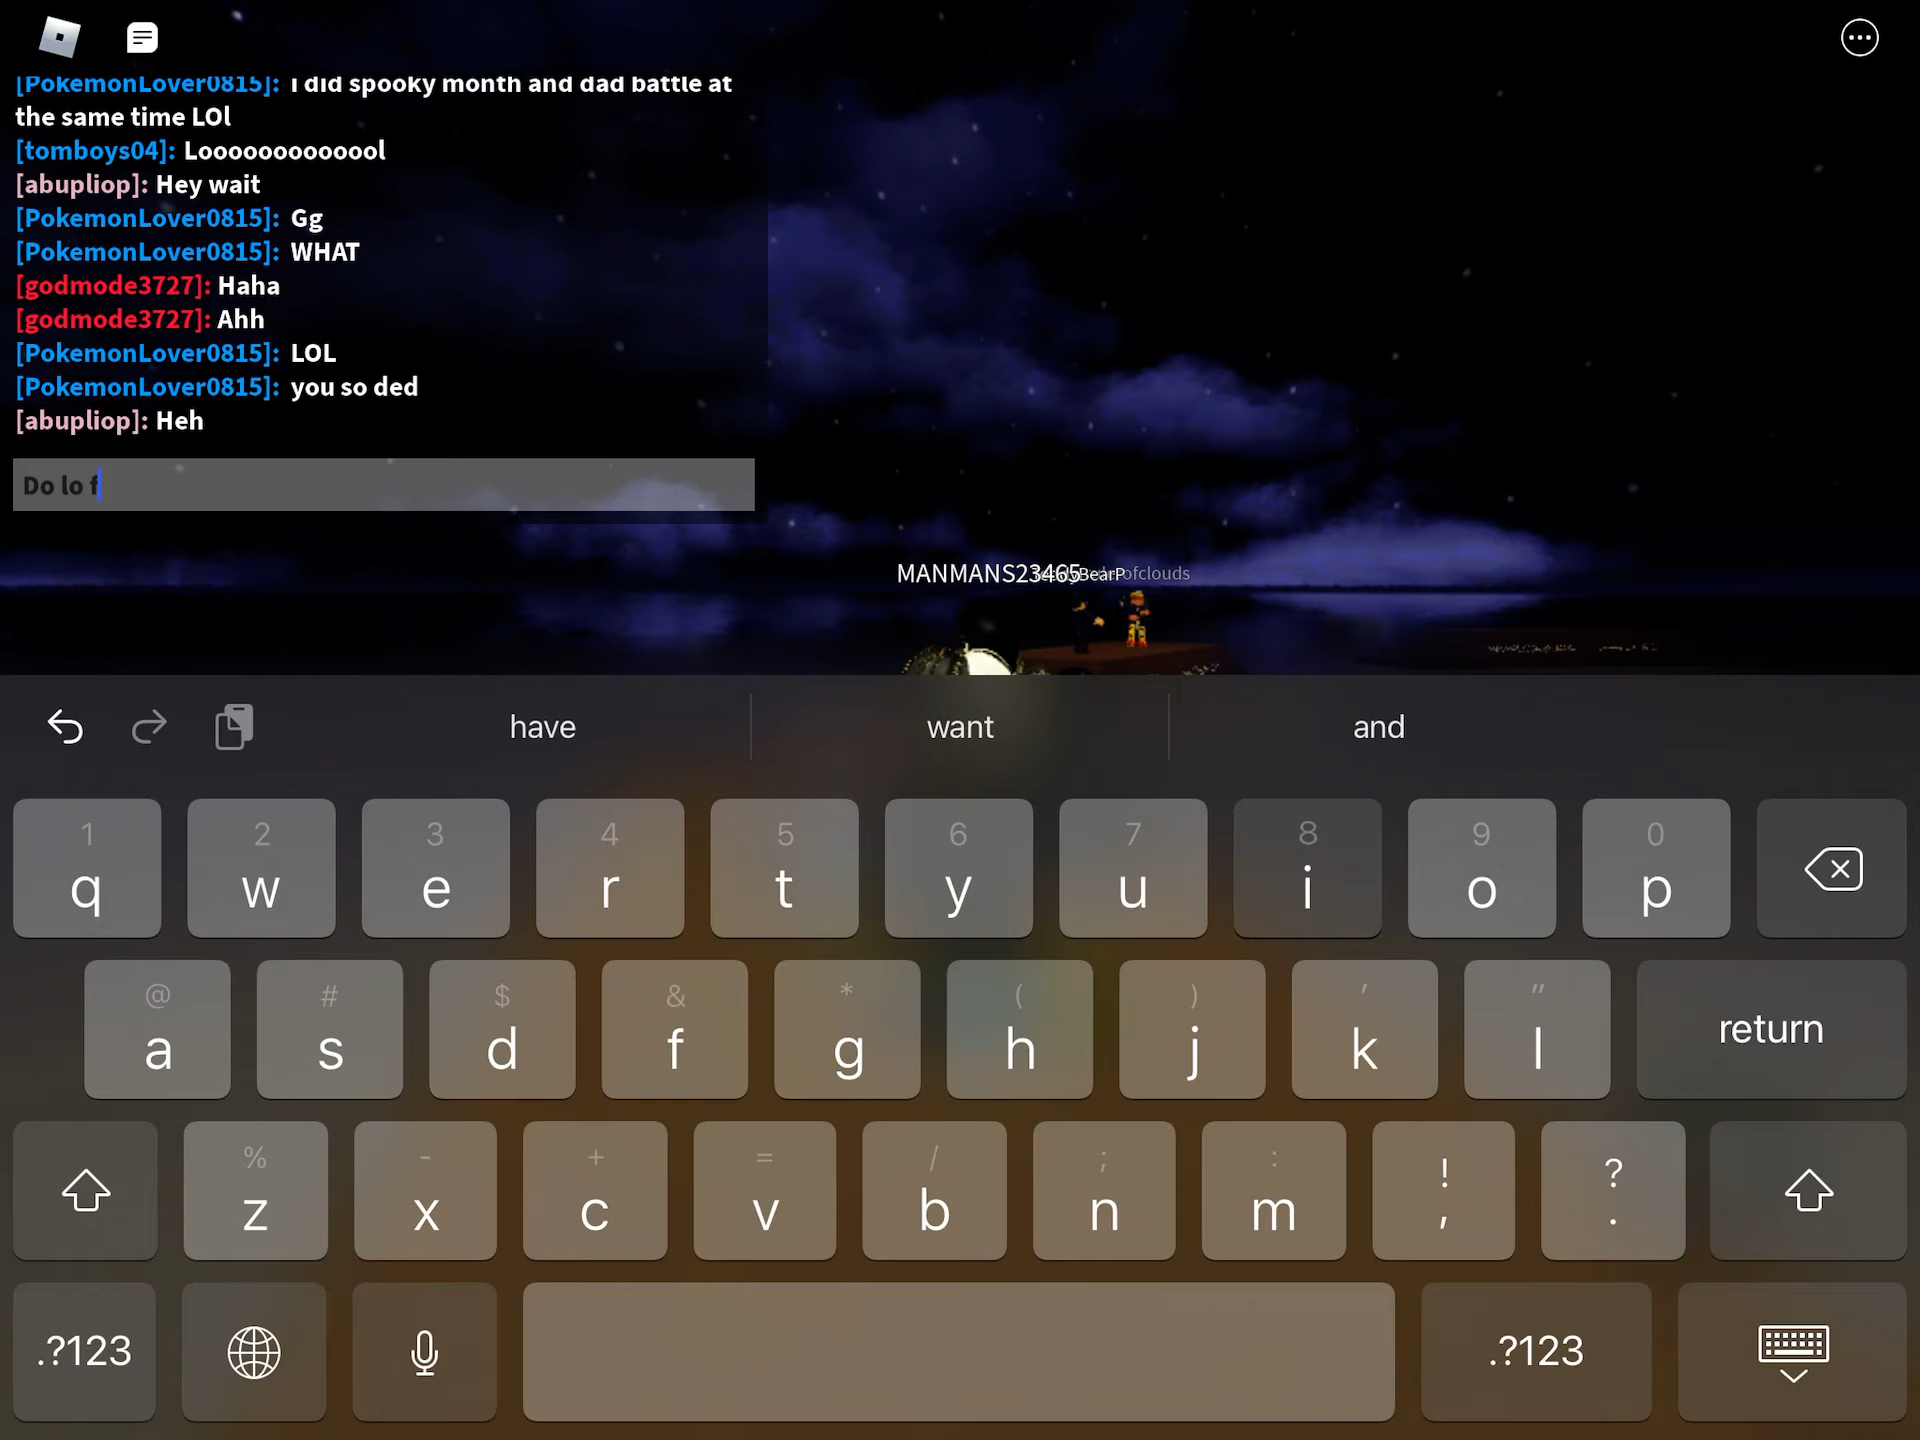 [PokemonLover0815]: i did spooky month and dad battle at
the same time LOl
[tomboys04]: Looooooooooool
[abupliop]: Hey wait
[PokemonLover0815]: Gg
[PokemonLover0815]: WHAT
[godmode3727]: Haha
[godmode3727]: Ahh
[PokemonLover0815]: LOL
[PokemonLover0815]: you so ded
[abupliop]: Heh
Do lo f
MANMANS23465
have want and
1 2 3 4 5 6 7 8 9 0
q w e r t y u i o p
@ # $ & * ( ) ' "
a s d f g h j k l return
% - + = / ; : ! ?
z x c v b n m , .
.?123 .?123